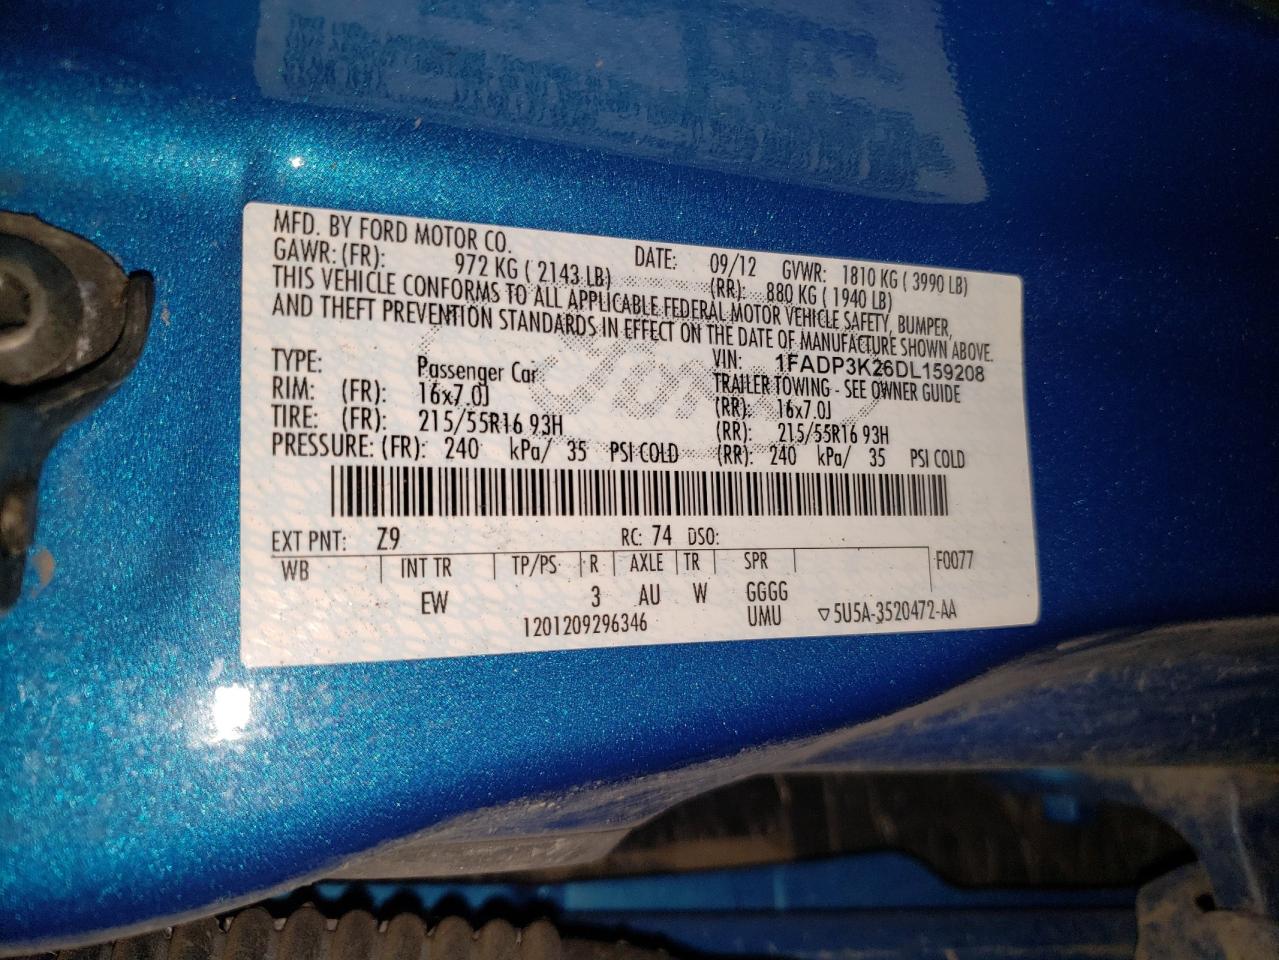 MFD. BY FORD MOTOR CO. DATE: 09/12 GVWR: 1810 KG ( 3990 LB)
GAWR: (FR): 972 KG ( 2143 LB) (RR): 880 KG ( 1940 LB)
THIS VEHICLE CONFORMS TO ALL APPLICABLE FEDERAL MOTOR VEHICLE SAFETY, BUMPER,
AND THEFT PREVENTION STANDARDS IN EFFECT ON THE DATE OF MANUFACTURE SHOWN ABOVE.
VIN: 1FADP3K26DL159208
TYPE: Passenger Car TRAILER TOWING - SEE OWNER GUIDE
RIM: (FR): 16x7.0J (RR): 16x7.0J
TIRE: (FR): 215/55R16 93H (RR): 215/55R16 93H
PRESSURE: (FR): 240 kPa/ 35 PSI COLD (RR): 240 kPa/ 35 PSI COLD
EXT PNT: Z9 RC: 74 DSO:
WB INT TR TP/PS R AXLE TR SPR F0077
EW 3 AU W GGGG
1201209296346 UMU ▽5U5A-3520472-AA
Ford